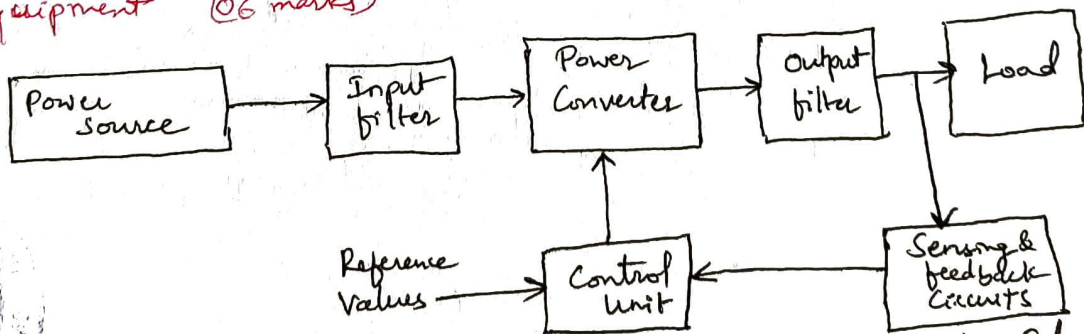 equipment (06 marks)
Power
source
Input
filter
Power
Converter
Output
filter
Load
Reference
Values
Control
Unit
Sensing &
feedback
Circuits